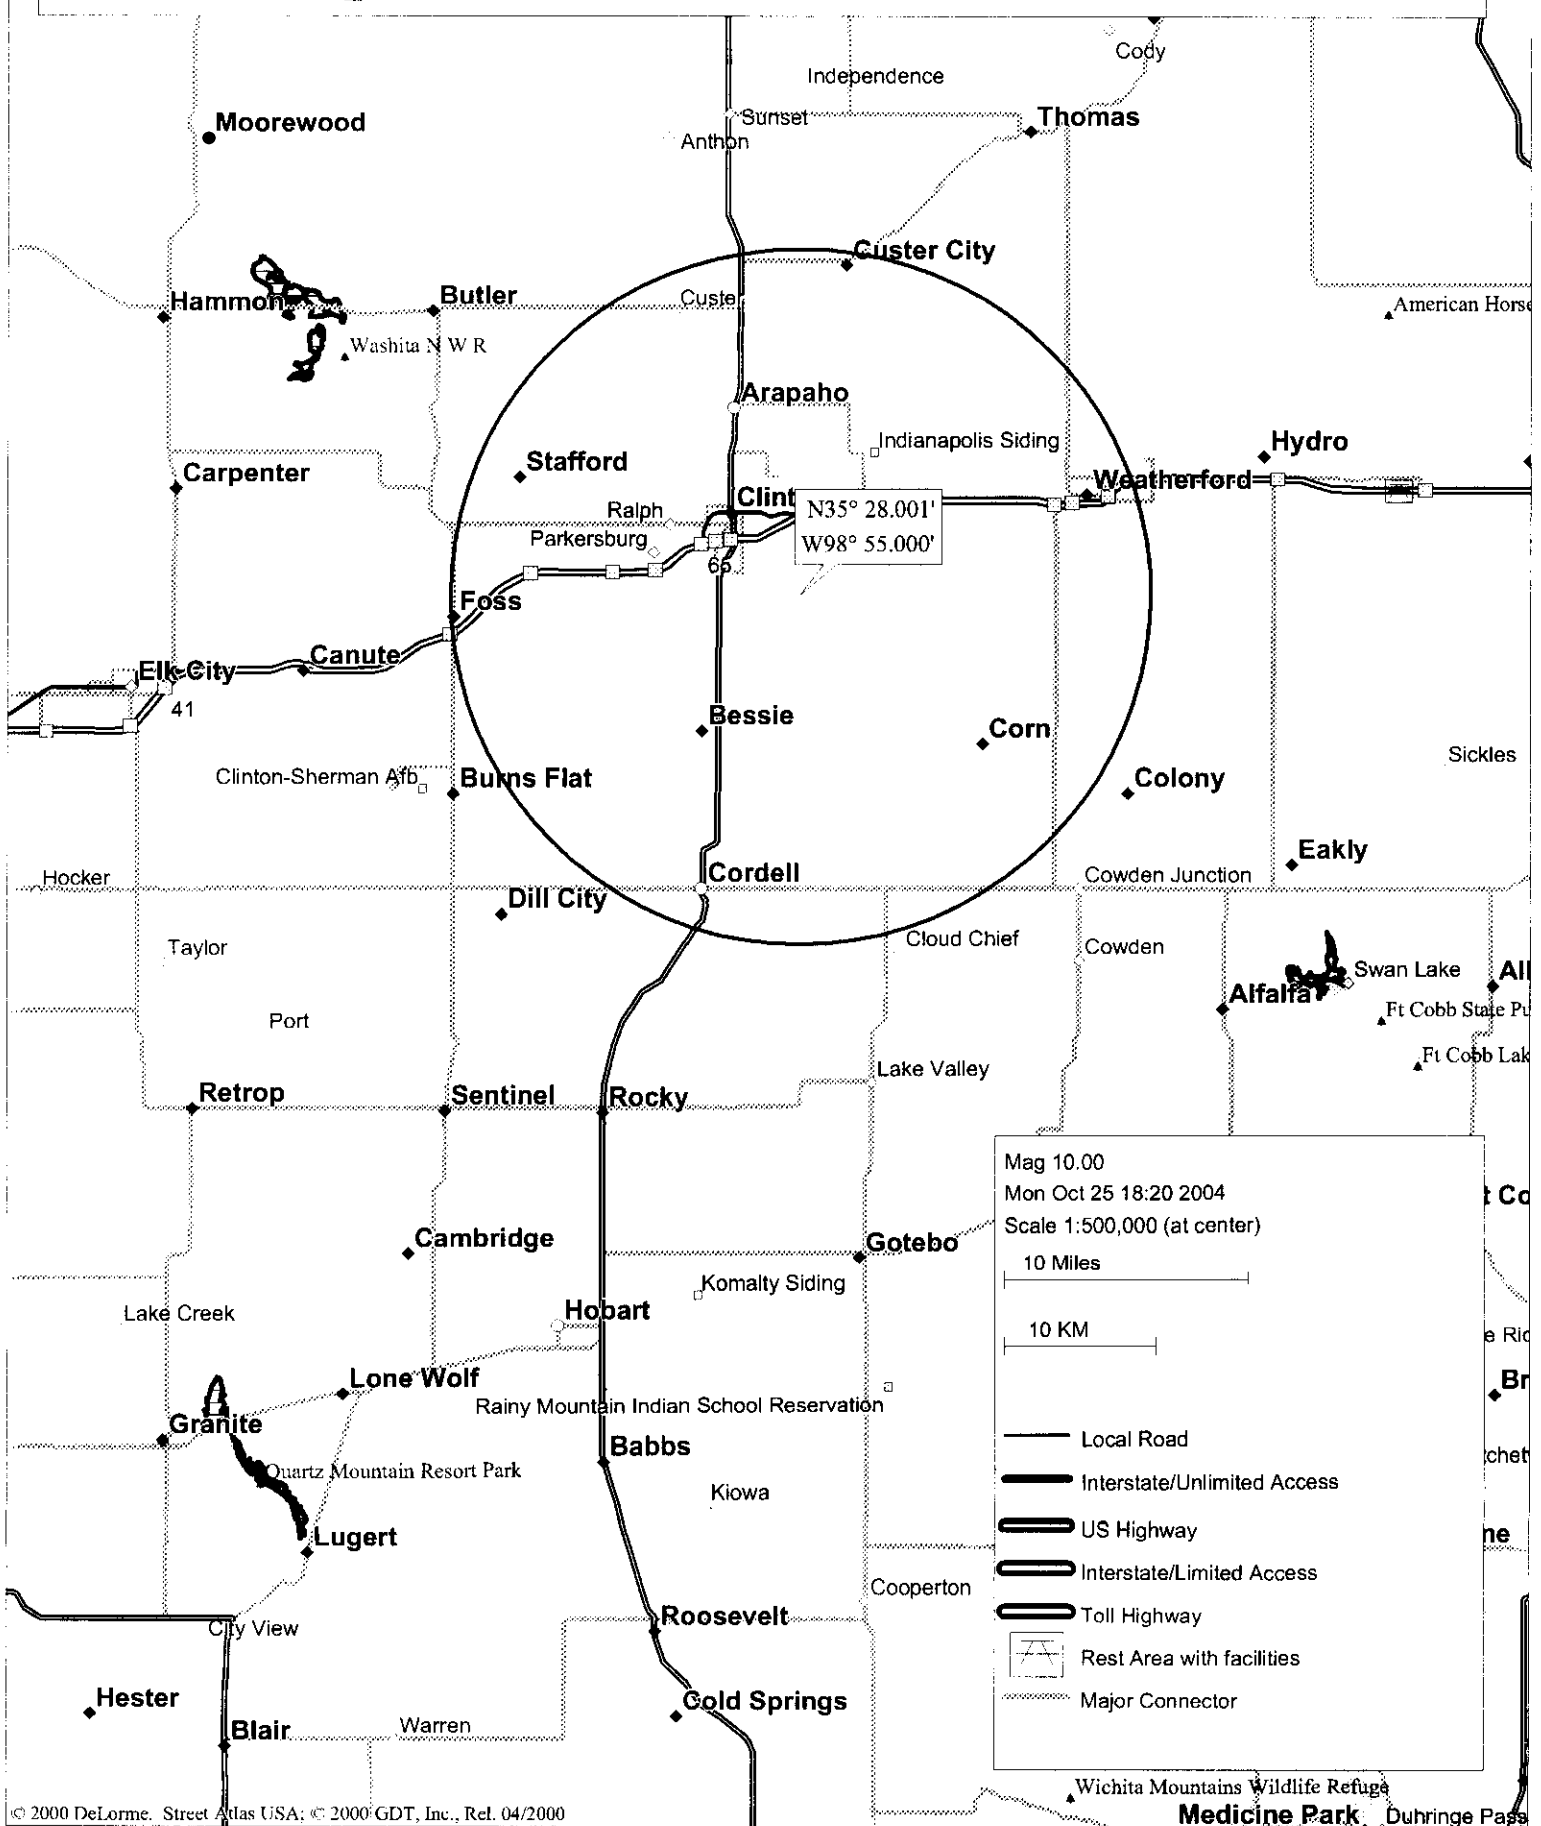 Cody
Independence
Sunset
Thomas
Moorewood
Anthon
Custer City
Hammon
Butler
Custer
American Horse
Washita N W R
Arapaho
Indianapolis Siding
Hydro
Stafford
Carpenter
Weatherford
Clint
N35° 28.001'
W98° 55.000'
Ralph
Parkersburg
65
Foss
Canute
Elk City
41
Bessie
Corn
Sickles
Clinton-Sherman Afb
Burns Flat
Colony
Eakly
Hocker
Cordell
Cowden Junction
Dill City
Taylor
Cloud Chief
Cowden
Swan Lake
All
Alfalfa
Ft Cobb State Pu
Port
Ft Cobb Lak
Lake Valley
Retrop
Sentinel
Rocky
Mag 10.00
Mon Oct 25 18:20 2004
Scale 1:500,000 (at center)
10 Miles
10 KM
t Co
Cambridge
Gotebo
Komalty Siding
Lake Creek
Hobart
e Ric
Lone Wolf
Br
Rainy Mountain Indian School Reservation
Granite
Babbs
Quartz Mountain Resort Park
Kiowa
Lugert
Local Road
Interstate/Unlimited Access
US Highway
Interstate/Limited Access
Toll Highway
Rest Area with facilities
Major Connector
tchet
ne
Cooperton
Roosevelt
City View
Hester
Cold Springs
Blair
Warren
Wichita Mountains Wildlife Refuge
© 2000 DeLorme. Street Atlas USA; © 2000 GDT, Inc., Rel. 04/2000
Medicine Park
Duhringe Pass